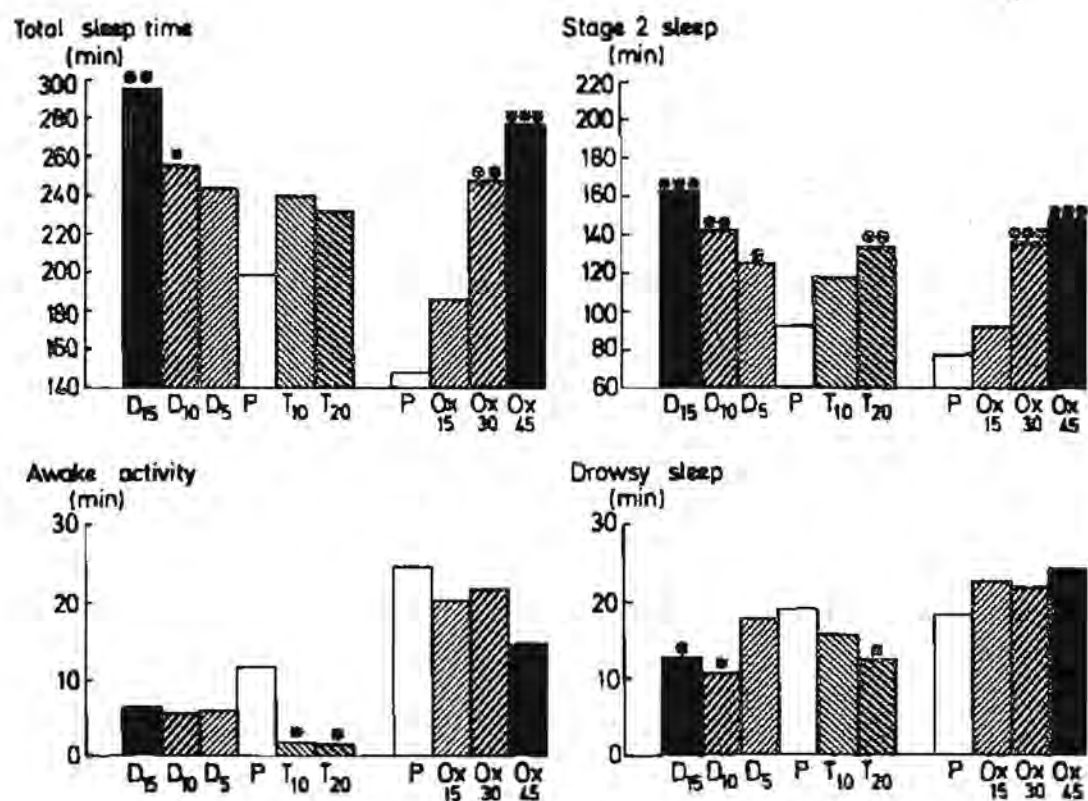 Total sleep time
(min)
300
280
260
240
220
200
180
160
140
D15 D10 D5 P T10 T20 P Ox 15 Ox 30 Ox 45
Stage 2 sleep
(min)
220
200
180
160
140
120
100
80
60
D15 D10 D5 P T10 T20 P Ox 15 Ox 30 Ox 45
Awake activity
(min)
30
20
10
0
D15 D10 D5 P T10 T20 P Ox 15 Ox 30 Ox 45
Drowsy sleep
(min)
30
20
10
0
D15 D10 D5 P T10 T20 P Ox 15 Ox 30 Ox 45